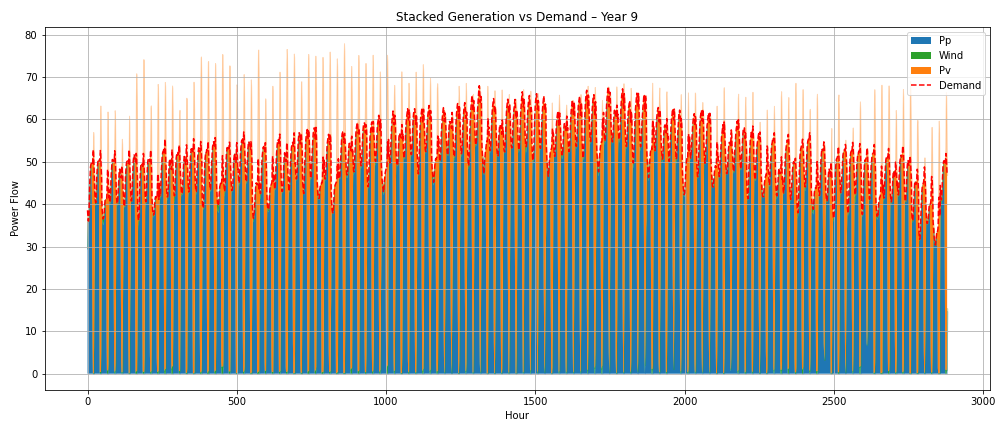 Stacked Generation vs Demand – Year 9
Power Flow
80
70
60
50
40
30
20
10
0
Pp
Wind
Pv
Demand
0 500 1000 1500 2000 2500 3000
Hour